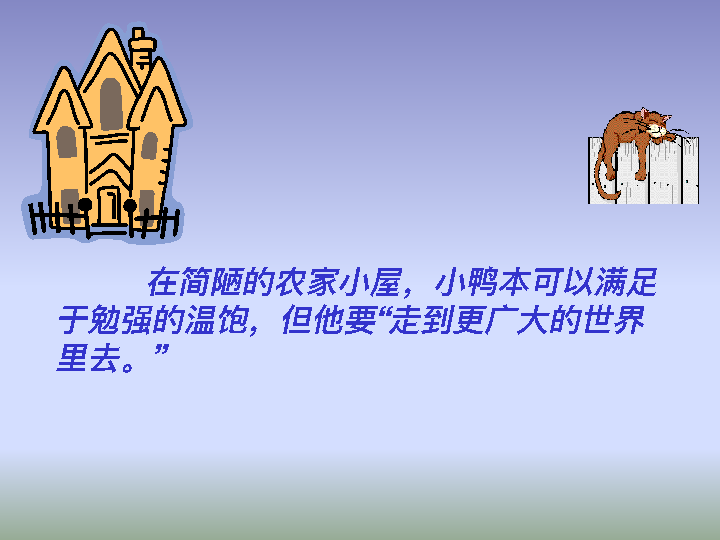 在简陋的农家小屋，小鸭本可以满足
于勉强的温饱，但他要“走到更广大的世界
里去。”